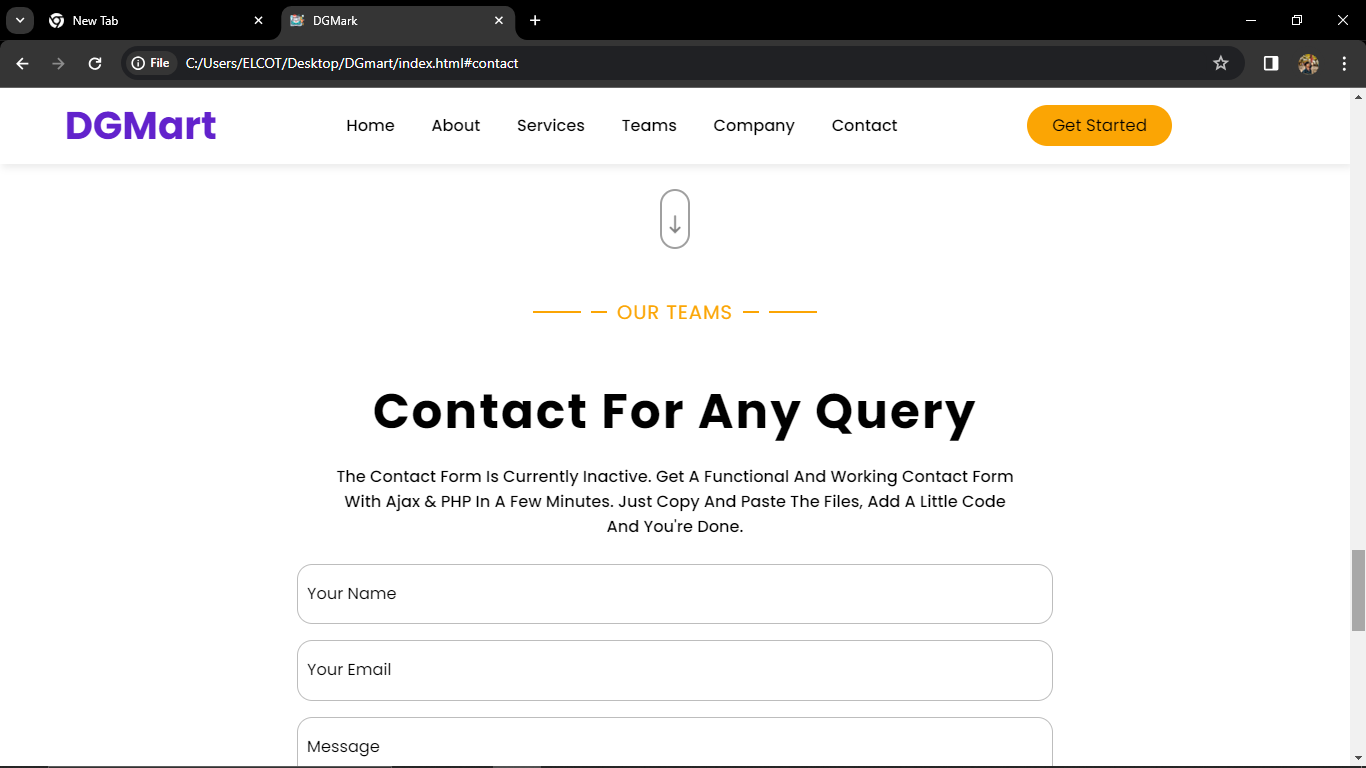 New Tab
DGMark
File C:/Users/ELCOT/Desktop/DGmart/index.html#contact
DGMart Home About Services Teams Company Contact Get Started
OUR TEAMS
Contact For Any Query
The Contact Form Is Currently Inactive. Get A Functional And Working Contact Form
With Ajax & PHP In A Few Minutes. Just Copy And Paste The Files, Add A Little Code
And You're Done.
Your Name
Your Email
Message